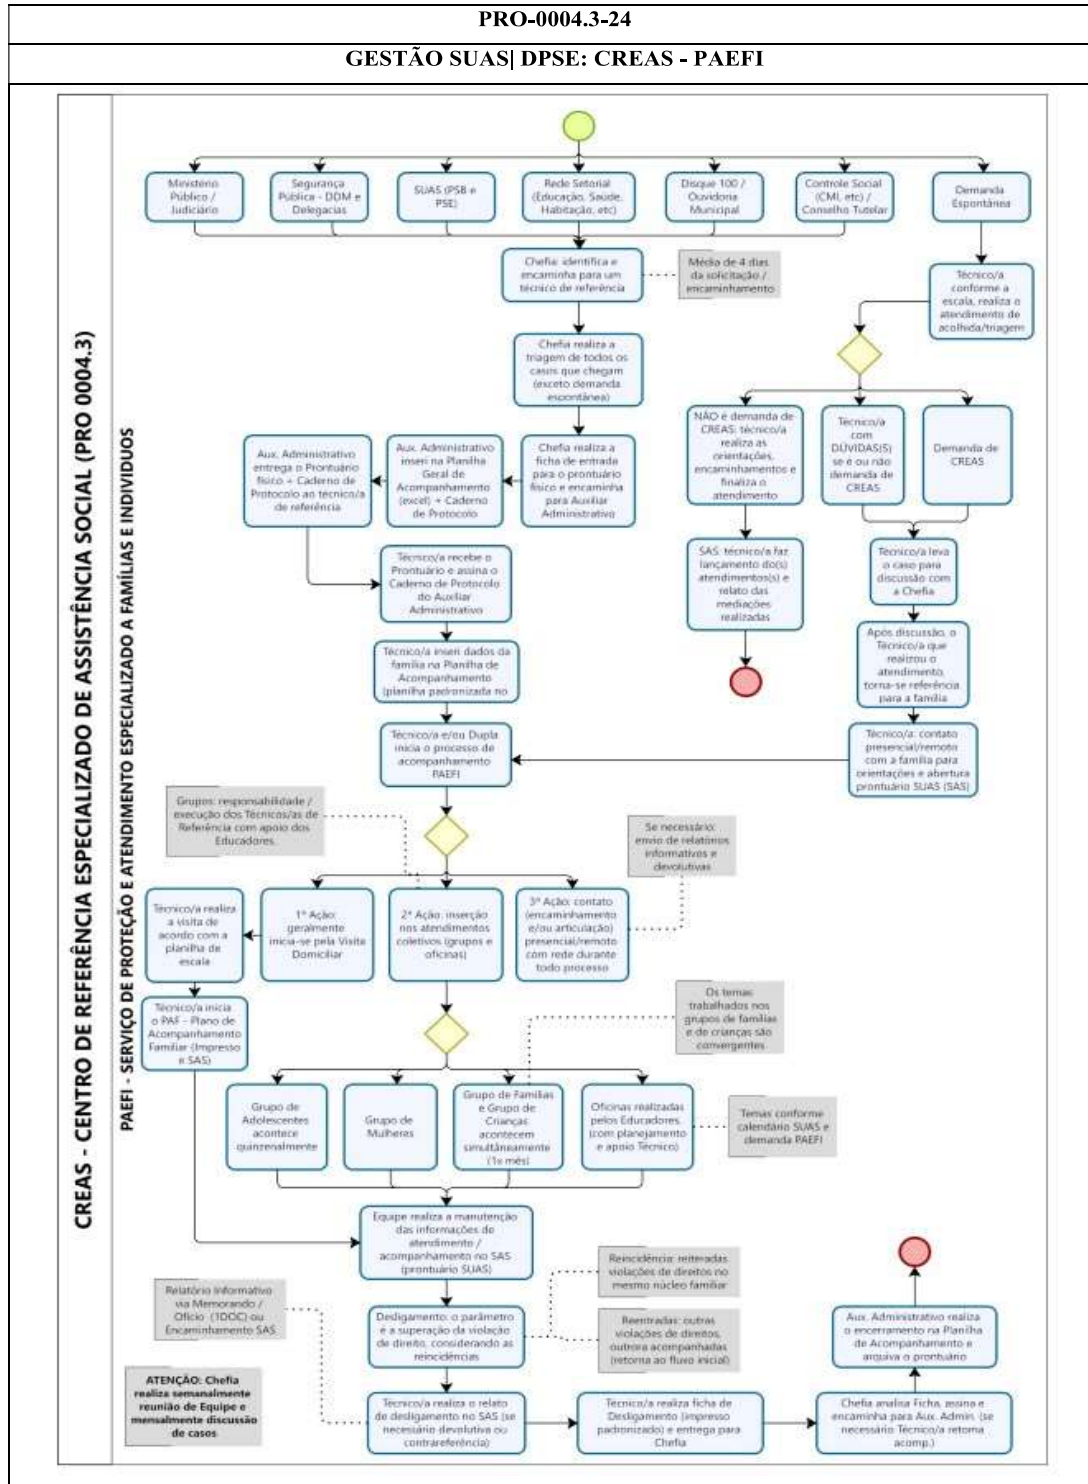 PRO-0004.3-24
GESTÃO SUAS| DPSE: CREAS - PAEFI
CREAS - CENTRO DE REFERÊNCIA ESPECIALIZADO DE ASSISTÊNCIA SOCIAL (PRO 0004.3)
PAEFI - SERVIÇO DE PROTEÇÃO E ATENDIMENTO ESPECIALIZADO A FAMÍLIAS E INDIVIDUOS
Ministério
Público /
Judiciário
Segurança
Pública - DDM e
Delegacias
SUAS (PSB e
PSE)
Rede Setorial
(Educação, Saúde,
Habitação, etc)
Disque 100 /
Ouvidoria
Municipal
Controle Social
(CMI, etc) /
Conselho Tutelar
Demanda
Espontânea
Chefia: identifica e
encaminha para um
técnico de referência
Média de 4 dias
da solicitação /
encaminhamento
Técnico/a
conforme a
escala, realiza o
atendimento de
acolhida/triagem
Chefia realiza a
triagem de todos os
casos que chegam
(exceto demanda
espontânea)
Aux. Administrativo
entrega o Prontuário
físico + Caderno de
Protocolo ao técnico/a
de referência
Aux. Administrativo
inseri na Planilha
Geral de
Acompanhamento
(excel) + Caderno
de Protocolo
Chefia realiza a
ficha de entrada
para o prontuário
físico e encaminha
para Auxiliar
Administrativo
NÃO é demanda de
CREAS: técnico/a
realiza as
orientações,
encaminhamentos e
finaliza o
atendimento
Técnico/a
com
DÚVIDAS(S)
se é ou não
demanda de
CREAS
Demanda de
CREAS
Técnico/a recebe o
Prontuário e assina o
Caderno de Protocolo
do Auxiliar
Administrativo
SAS: técnico/a faz
lançamento do(s)
atendimentos(s) e
relato das
mediações
realizadas
Técnico/a leva
o caso para
discussão com
a Chefia
Técnico/a inseri dados da
família na Planilha de
Acompanhamento
(planilha padronizada no
Após discussão, o
Técnico/a que
realizou o
atendimento,
torna-se referência
para a família
Técnico/a e/ou Dupla
inicia o processo de
acompanhamento
PAEFI
Técnico/a: contato
presencial/remoto
com a família para
orientações e abertura
prontuário SUAS (SAS)
Grupos: responsabilidade /
execução dos Técnicos/as de
Referência com apoio dos
Educadores.
Se necessário:
envio de relatórios
informativos e
devolutivas
Técnico/a realiza
a visita de
acordo com a
planilha de
escala
1ª Ação:
geralmente
inicia-se pela Visita
Domiciliar
2ª Ação: inserção
nos atendimentos
coletivos (grupos e
oficinas)
3ª Ação: contato
(encaminhamento
e/ou articulação)
presencial/remoto
com rede durante
todo processo
Técnico/a inicia
o PAF - Plano de
Acompanhamento
Familiar (Impresso
e SAS)
Os temas
trabalhados nos
grupos de famílias
e de crianças são
convergentes
Grupo de
Adolescentes
acontece
quinzenalmente
Grupo de
Mulheres
Grupo de Famílias
e Grupo de
Crianças
acontecem
simultâneamente
(1x mês)
Oficinas realizadas
pelos Educadores.
(com planejamento
e apoio Técnico)
Temas conforme
calendário SUAS e
demanda PAEFI
Equipe realiza a manutenção
das informações de
atendimento /
acompanhamento no SAS
(prontuário SUAS)
Reincidência: reiteradas
violações de direitos no
mesmo núcleo familiar
Relatório Informativo
via Memorando /
Ofício (1DOC) ou
Encaminhamento SAS
Desligamento: o parâmetro
é a superação da violação
de direito, considerando as
reincidências
Reentradas: outras
violações de direitos,
outrora acompanhadas
(retorna ao fluxo inicial)
Aux. Administrativo realiza
o encerramento na Planilha
de Acompanhamento e
arquiva o prontuário
ATENÇÃO: Chefia
realiza semanalmente
reunião de Equipe e
mensalmente discussão
de casos
Técnico/a realiza o relato
de desligamento no SAS (se
necessário devolutiva ou
contrareferência)
Técnico/a realiza ficha de
Desligamento (impresso
padronizado) e entrega para
Chefia
Chefia analisa Ficha, assina e
encaminha para Aux. Admin. (se
necessário Técnico/a retoma
acomp.)